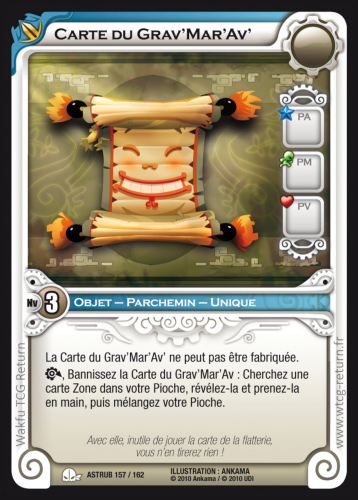 Carte du Grav'Mar'Av'
PA
PM
PV
Nv 3 Objet – Parchemin – Unique
La Carte du Grav'Mar'Av' ne peut pas être fabriquée.
, Bannissez la Carte du Grav'Mar'Av' : Cherchez une
carte Zone dans votre Pioche, révélez-la et prenez-la
en main, puis mélangez votre Pioche.
Avec elle, inutile de jouer la carte de la flatterie,
vous n'en tirerez rien !
ASTRUB 157 / 162
ILLUSTRATION : ANKAMA
© 2010 Ankama / © 2010 UDI
Wakfu TCG Return
www.wtcg-return.fr